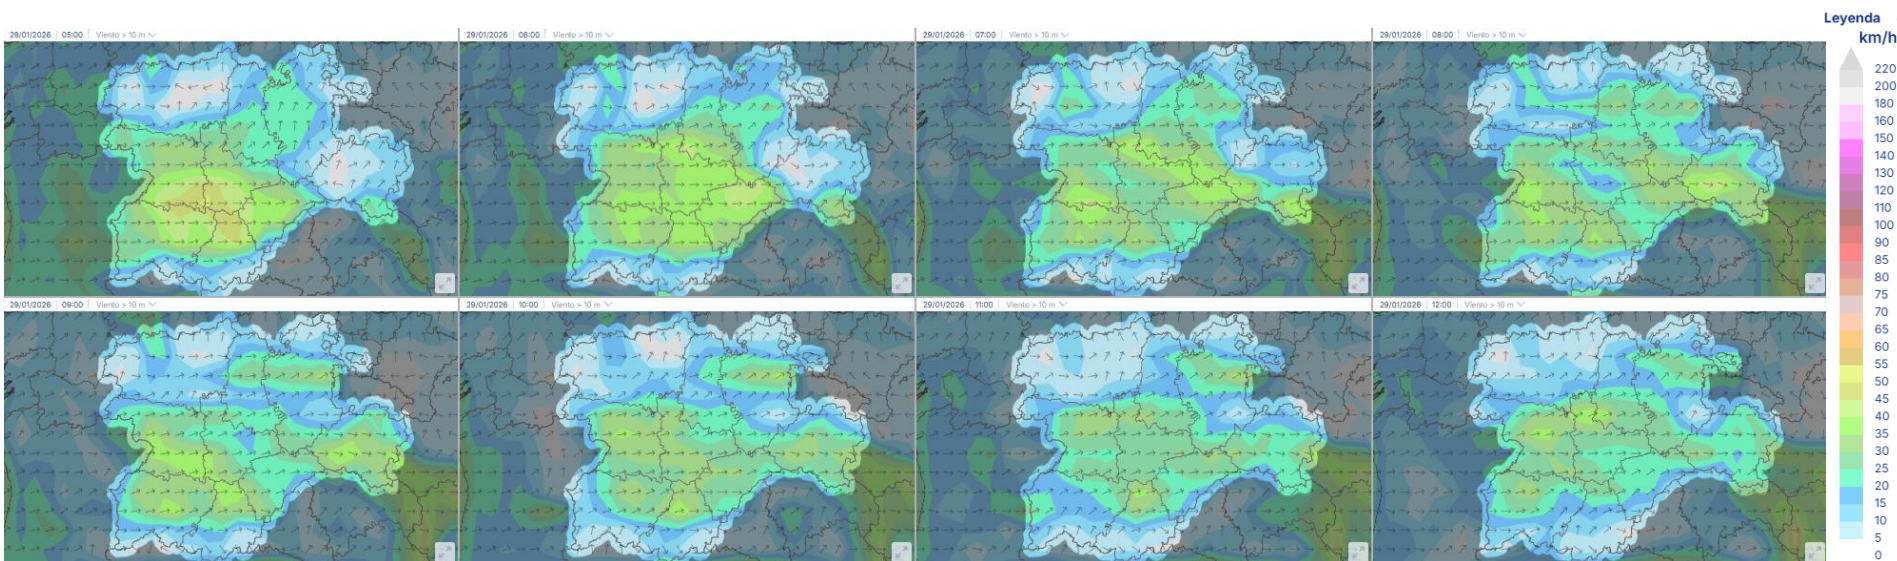 Leyenda
km/h
29/01/2026 05:00 Viento > 10 m
29/01/2026 06:00 Viento > 10 m
29/01/2026 07:00 Viento > 10 m
29/01/2026 08:00 Viento > 10 m
220
200
180
160
150
140
130
120
110
100
90
85
80
75
70
65
60
55
50
45
40
35
30
25
20
15
10
5
0
29/01/2026 09:00 Viento > 10 m
29/01/2026 10:00 Viento > 10 m
29/01/2026 11:00 Viento > 10 m
29/01/2026 12:00 Viento > 10 m